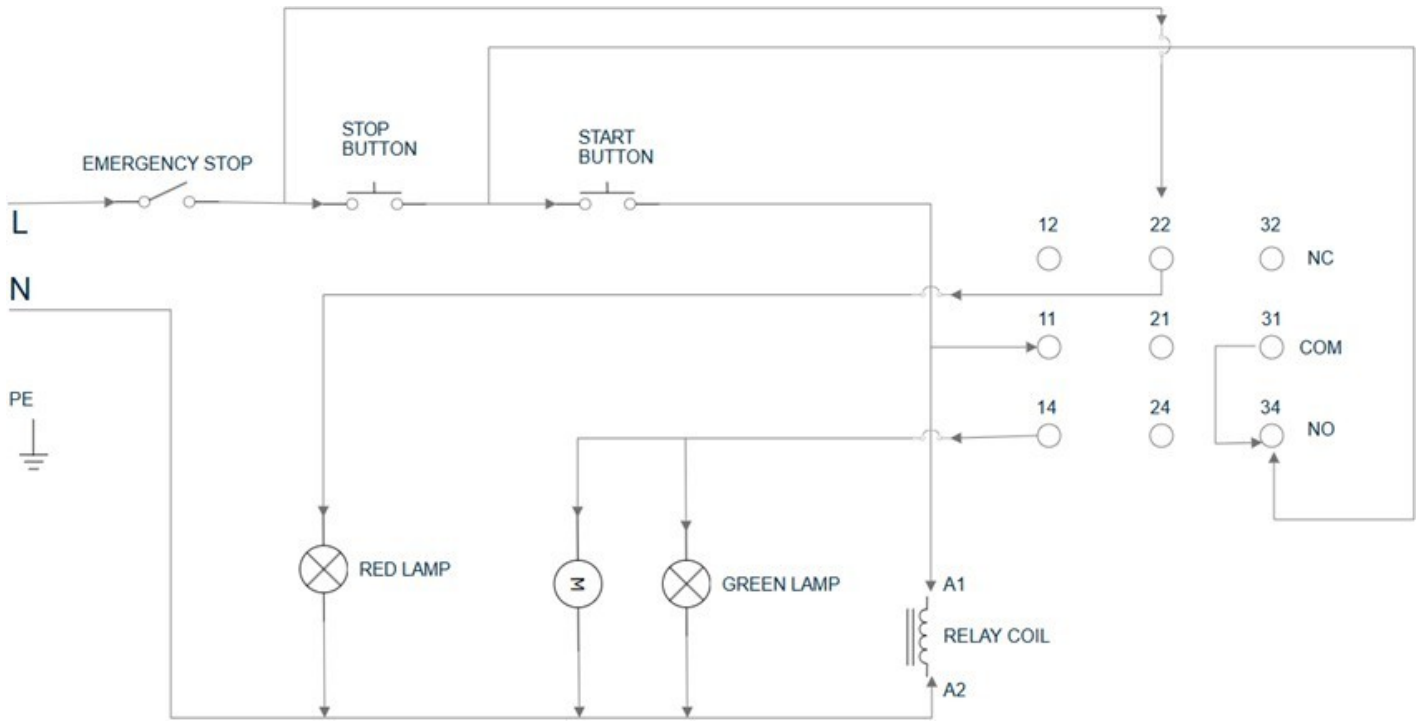 STOP
BUTTON
START
BUTTON
EMERGENCY STOP
L
12
22
32
NC
N
11
21
31
COM
PE
14
24
34
NO
RED LAMP
M
GREEN LAMP
A1
RELAY COIL
A2